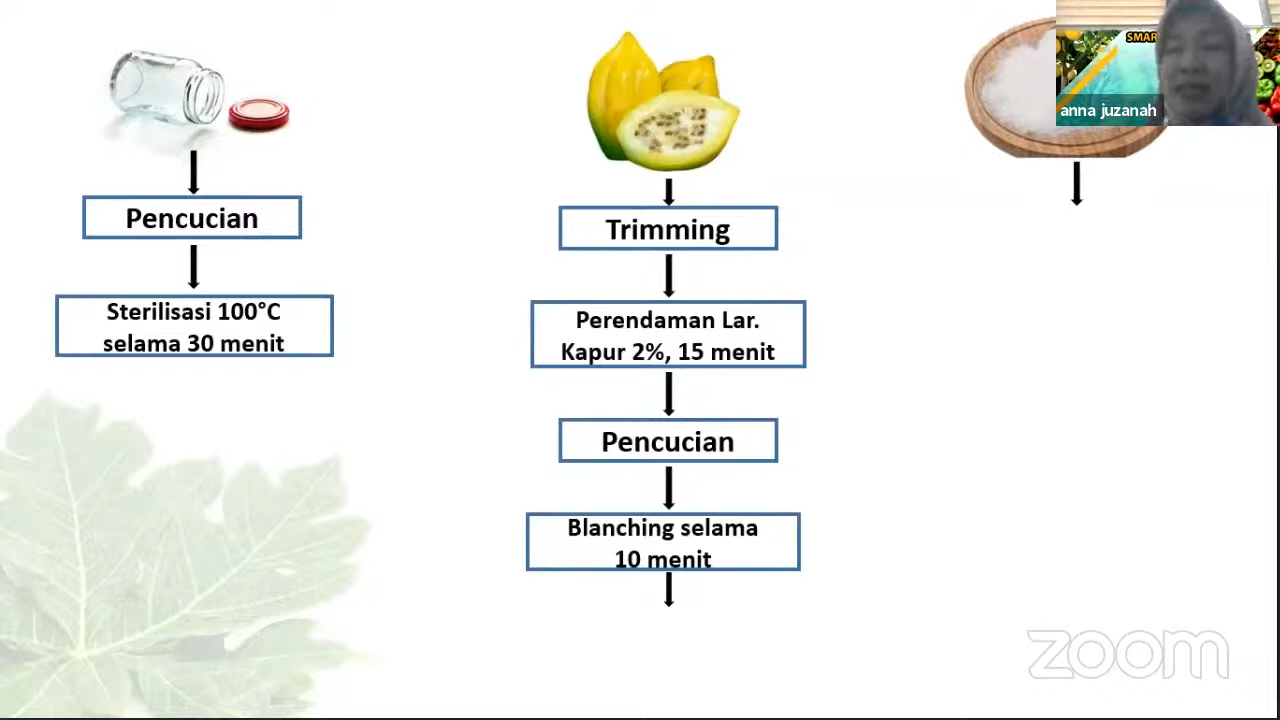 SMAR
anna juzanah
Pencucian
Sterilisasi 100°C
selama 30 menit
Trimming
Perendaman Lar.
Kapur 2%, 15 menit
Pencucian
Blanching selama
10 menit
zoom